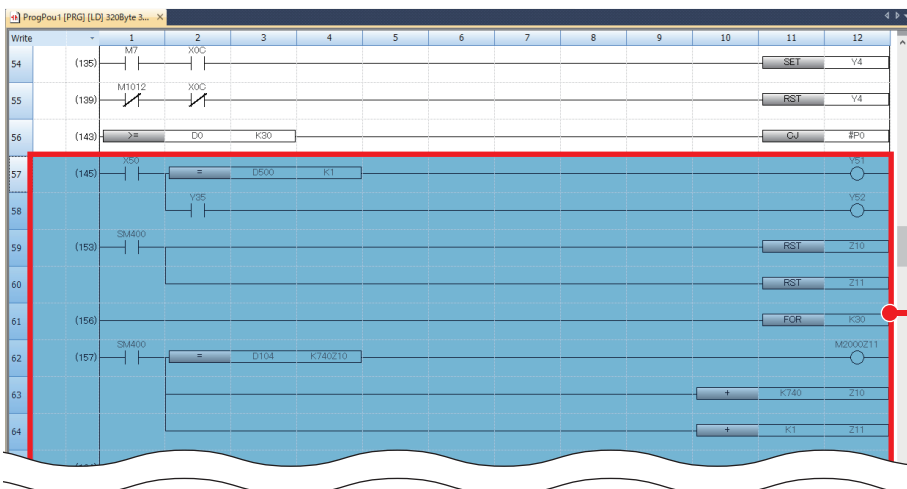 ProgPou1 [PRG] [LD] 320Byte 3...
Write 1 2 3 4 5 6 7 8 9 10 11 12
M7 X0C
54 (135) SET Y4
M1012 X0C
55 (139) RST Y4
56 (143) >= D0 K30 CJ #P0
X50 Y51
57 (145) = D500 K1
Y35 Y52
58
SM400
59 (153) RST Z10
60 RST Z11
61 (156) FOR K30
SM400 M2000Z11
62 (157) = D104 K740Z10
63 + K740 Z10
64 + K1 Z11